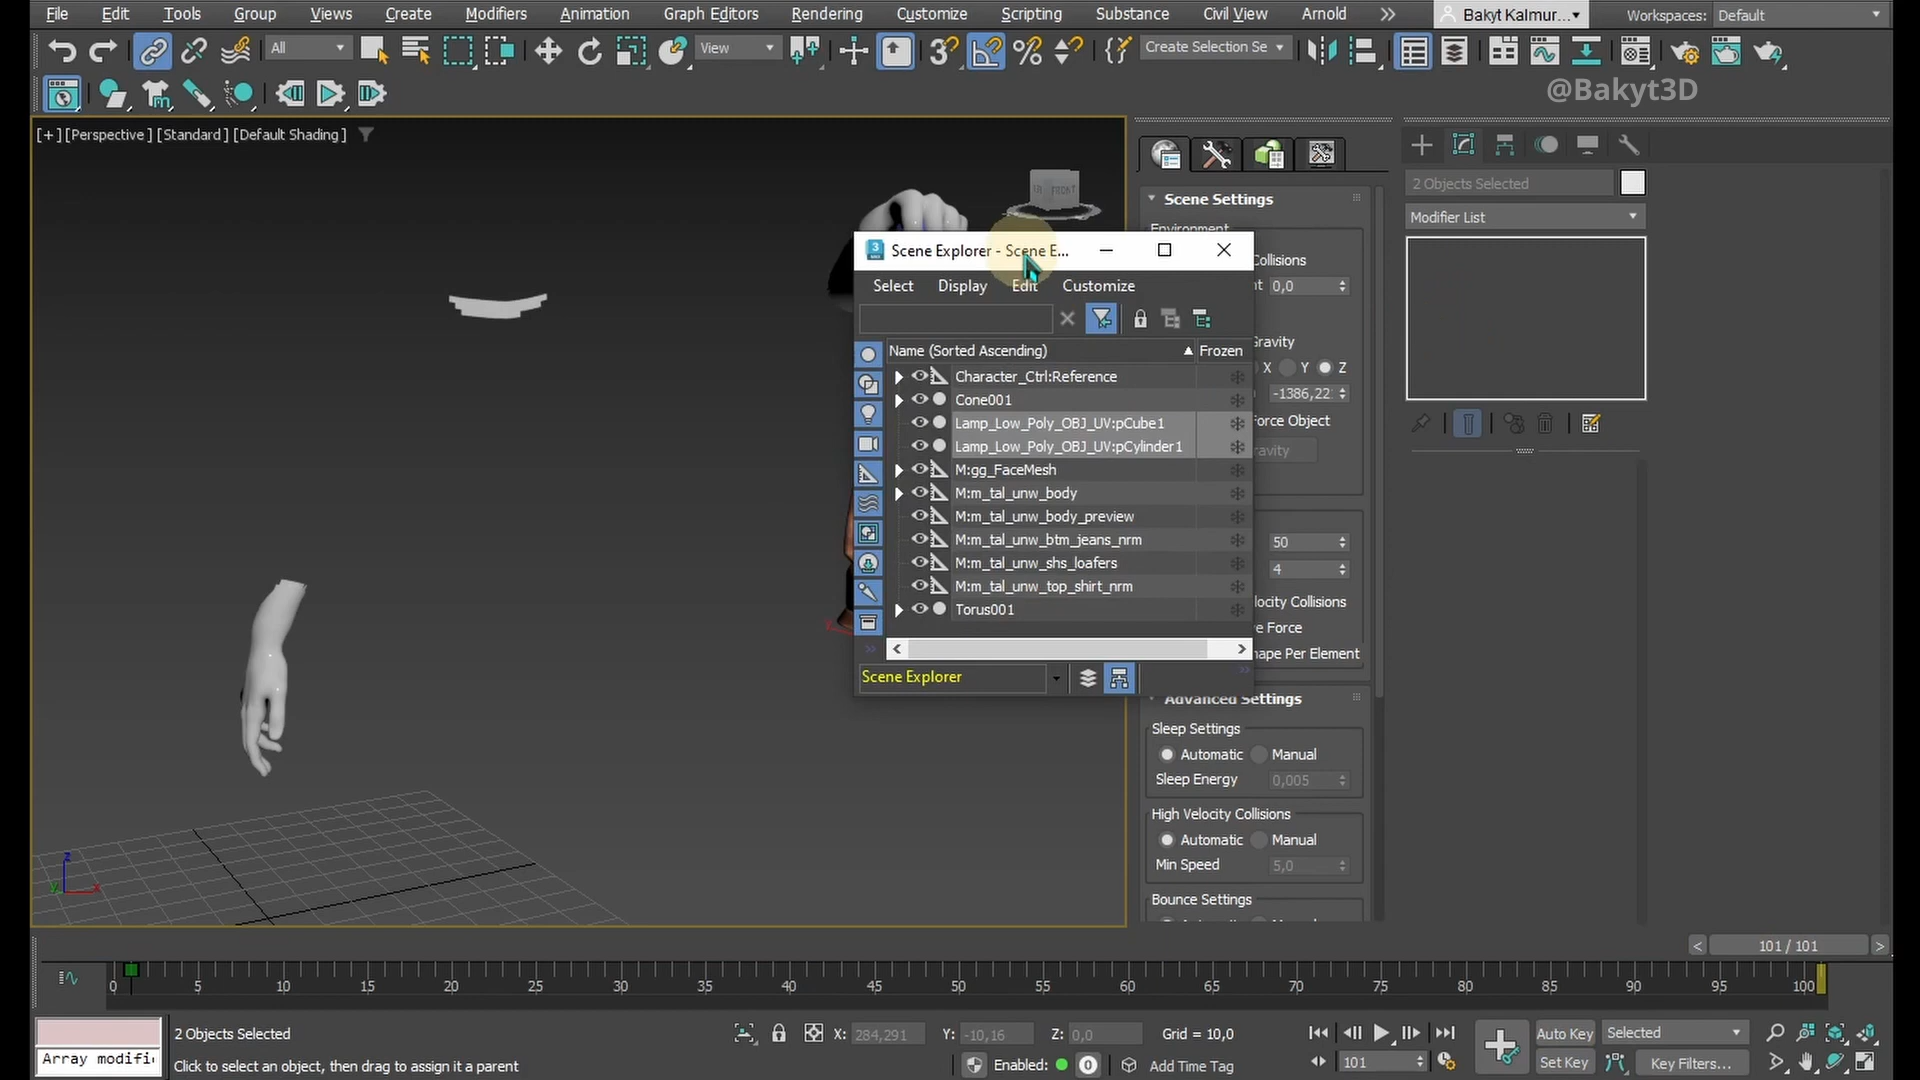 File Edit Tools Group Views Create Modifiers Animation Graph Editors Rendering Customize Scripting Substance Civil View Arnold Bakyt Kalmur... Workspaces: Default
All View Create Selection Se
@Bakyt3D
[+] [Perspective] [Standard] [Default Shading]
FRONT
2 Objects Selected
Modifier List
Scene Settings
Environment
Collisions
0,0
Gravity
X Y Z
-1386,22
Force Object
50
4
Scene Explorer - Scene E...
Select Display Edit Customize
Name (Sorted Ascending) Frozen
Character_Ctrl:Reference
Cone001
Lamp_Low_Poly_OBJ_UV:pCube1
Lamp_Low_Poly_OBJ_UV:pCylinder1
M:gg_FaceMesh
M:m_tal_unw_body
M:m_tal_unw_body_preview
M:m_tal_unw_btm_jeans_nrm
M:m_tal_unw_shs_loafers
M:m_tal_unw_top_shirt_nrm
Torus001
Scene Explorer
locity Collisions
e Force
hape Per Element
Advanced Settings
Sleep Settings
Automatic Manual
Sleep Energy 0,005
High Velocity Collisions
Automatic Manual
Min Speed 5,0
Bounce Settings
z
y x
< 101 / 101 >
0 5 10 15 20 25 30 35 40 45 50 55 60 65 70 75 80 85 90 95 100
2 Objects Selected X: 284,291 Y: -10,16 Z: 0,0 Grid = 10,0 Auto Key Selected
Array modifi Click to select an object, then drag to assign it a parent Enabled: 0 Add Time Tag 101 Set Key Key Filters...